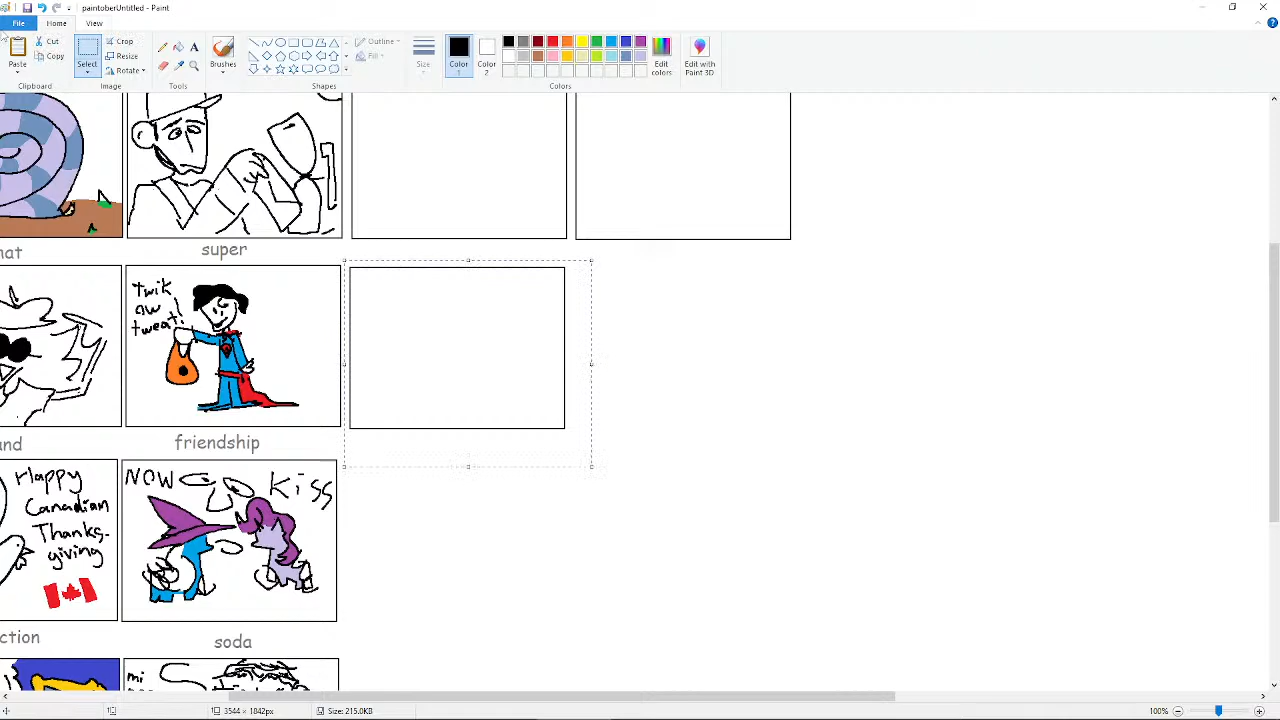 paintoberUntitled - Paint
File
Home
View
Paste
Cut
Copy
Clipboard
Select
Crop
Resize
Rotate
Image
Tools
Brushes
Shapes
Outline
Fill
Size
Color
1
Color
2
Edit
colors
Edit with
Paint 3D
Colors
hat
super
Twik
aw
tweat!
and
friendship
Happy
Canadian
Thanks-
giving
NOW
Kiss
ction
soda
mi
3544 × 1842px
Size: 215.0KB
100%